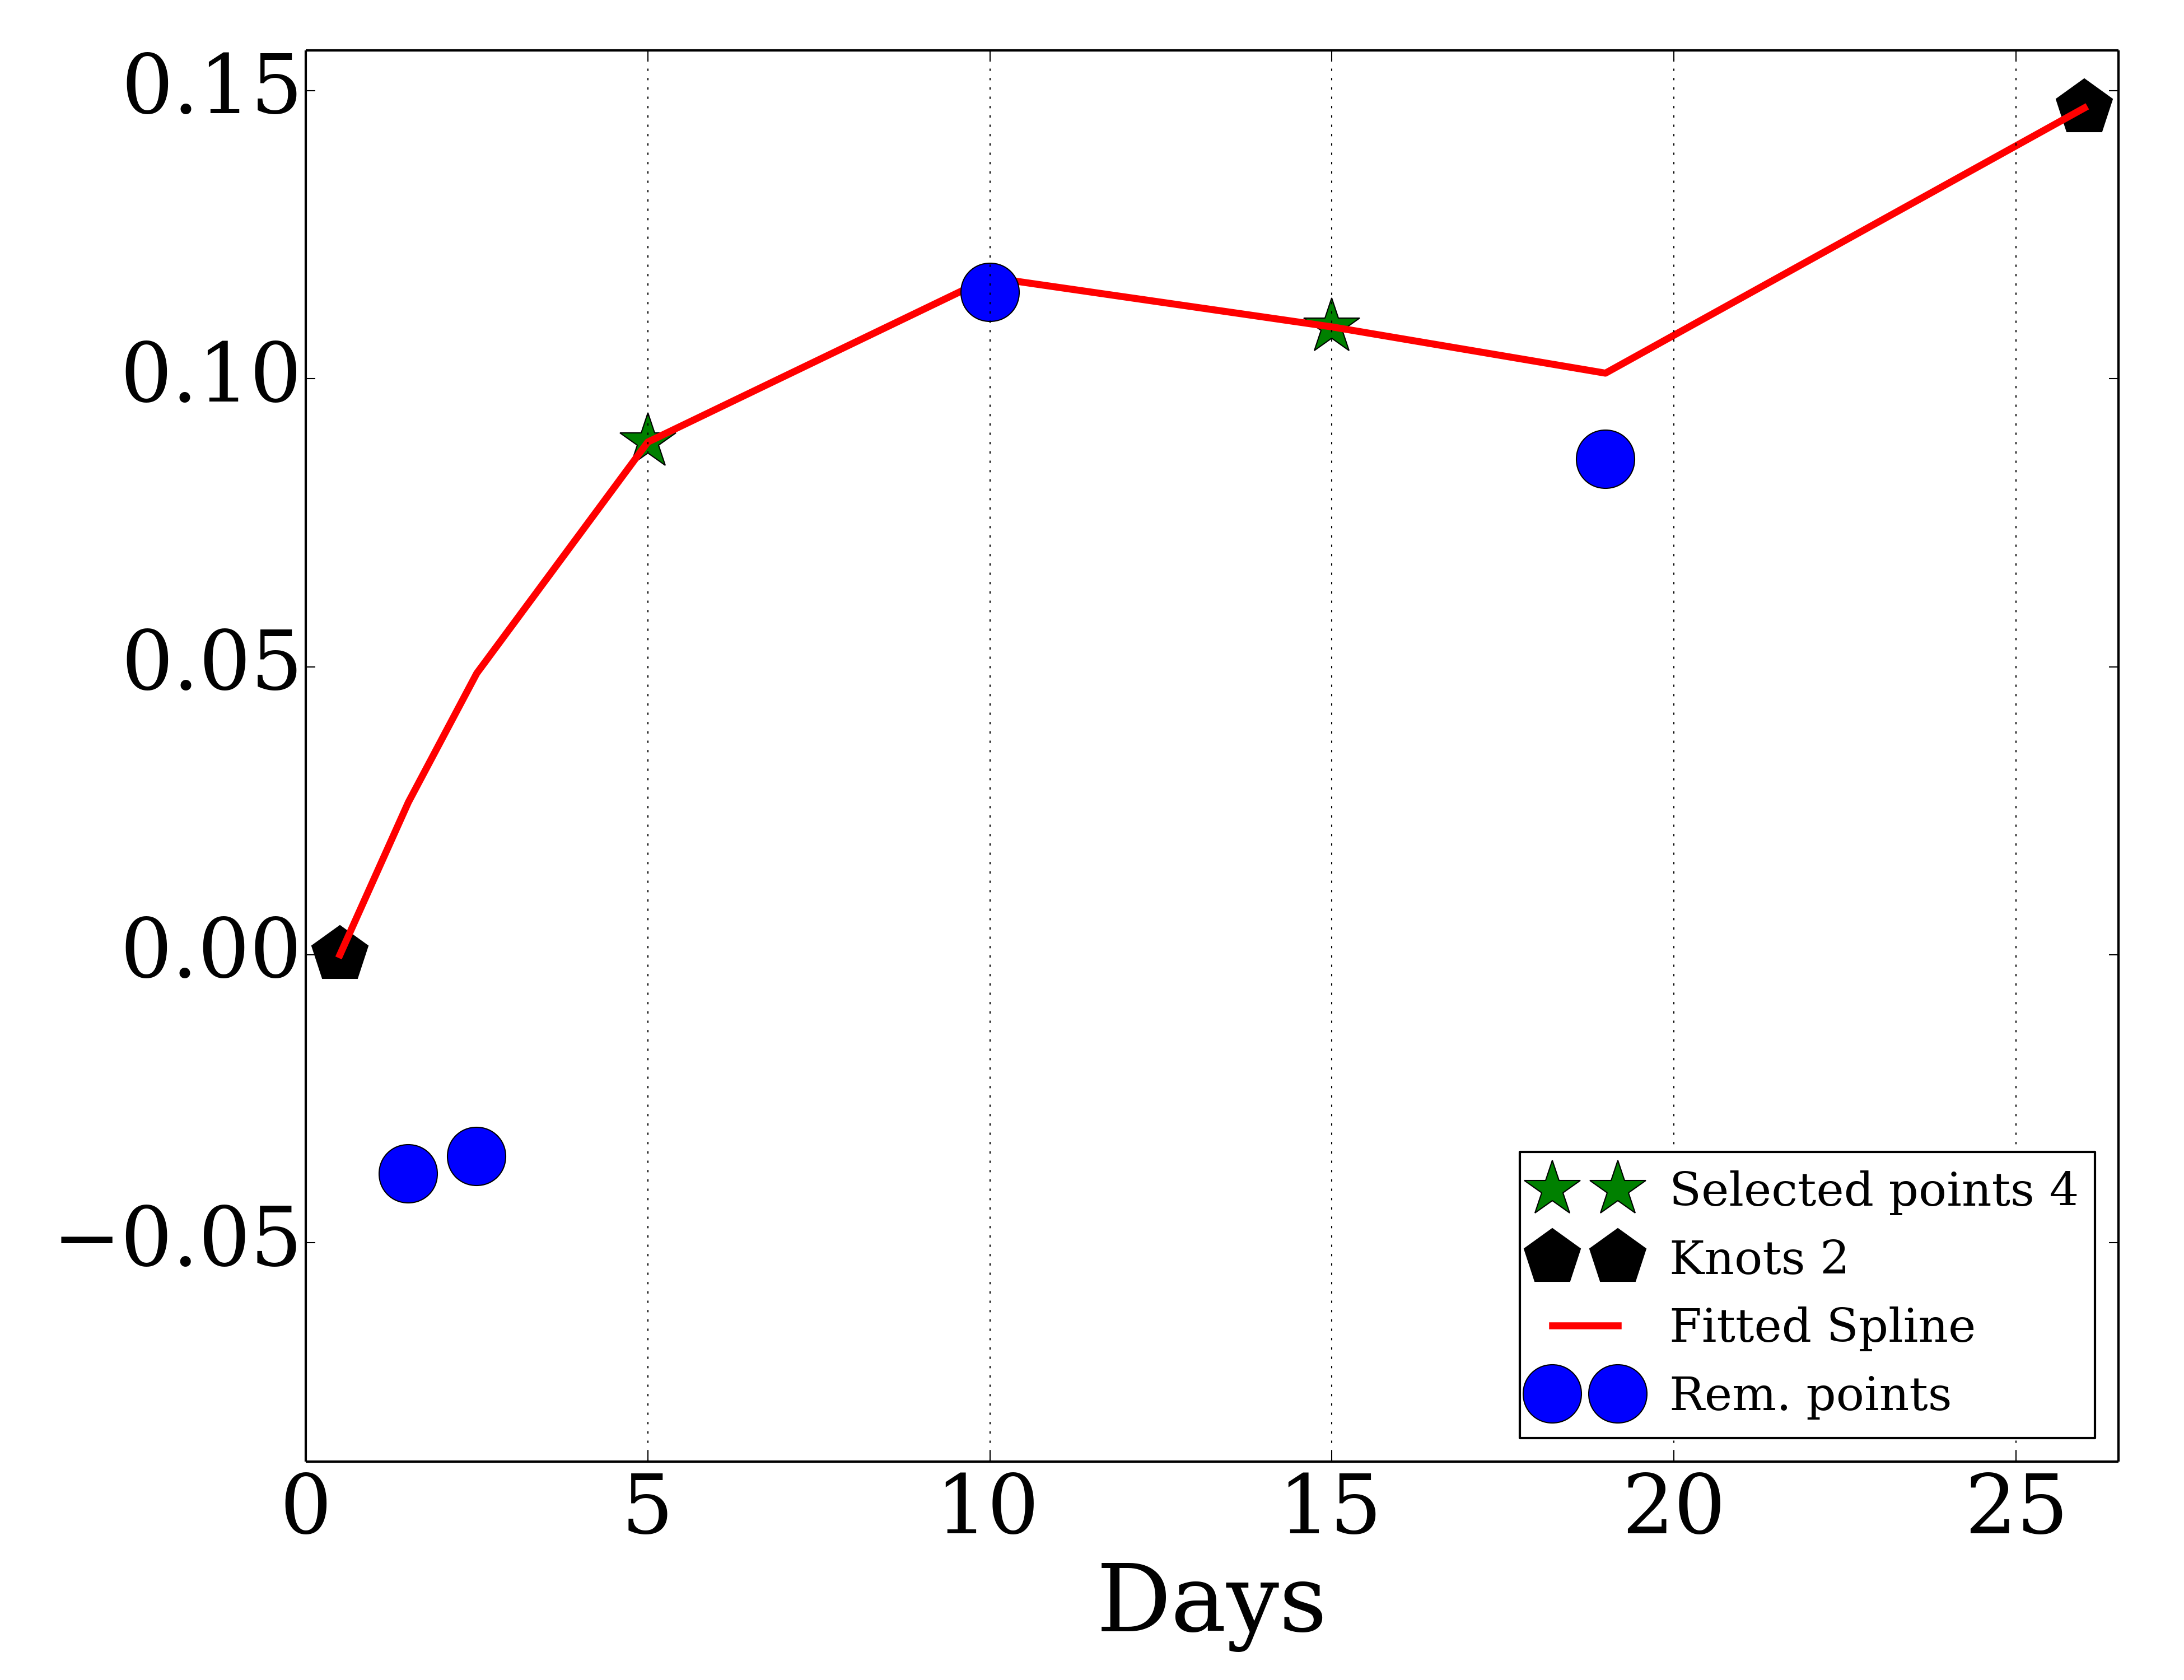 0.15
0.10
0.05
0.00
−0.05
0 5 10 15 20 25
Days
Selected points 4
Knots 2
Fitted Spline
Rem. points